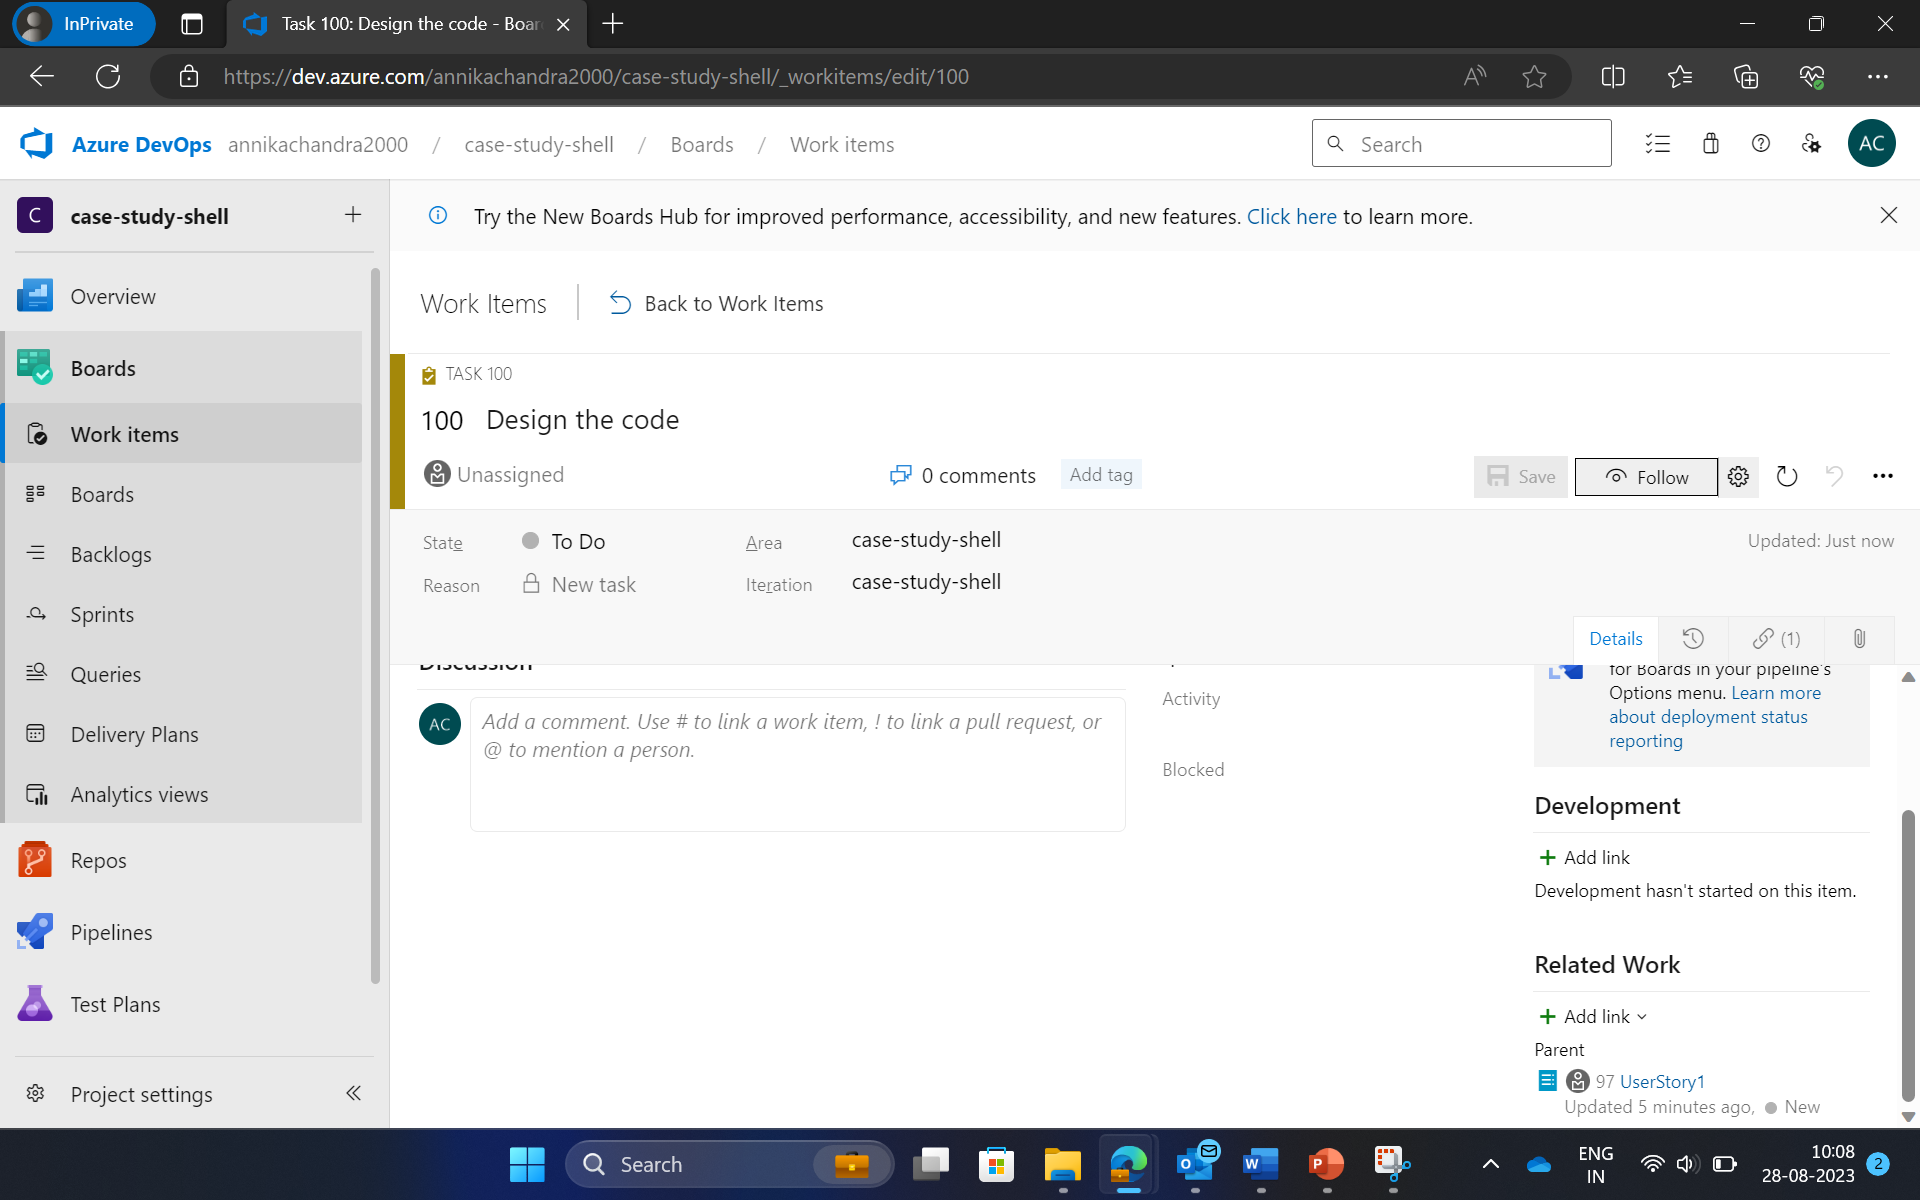 InPrivate
Task 100: Design the code - Boar
https://dev.azure.com/annikachandra2000/case-study-shell/_workitems/edit/100
Azure DevOps annikachandra2000 / case-study-shell / Boards / Work items
Search
AC
C case-study-shell
Try the New Boards Hub for improved performance, accessibility, and new features. Click here to learn more.
Overview
Boards
Work items
Boards
Backlogs
Sprints
Queries
Delivery Plans
Analytics views
Repos
Pipelines
Test Plans
Project settings
Work Items
Back to Work Items
TASK 100
100 Design the code
Unassigned
0 comments
Add tag
Save
Follow
State To Do
Area case-study-shell
Updated: Just now
Reason New task
Iteration case-study-shell
Details
(1)
Discussion
AC
Add a comment. Use # to link a work item, ! to link a pull request, or
@ to mention a person.
Activity
Blocked
for Boards in your pipeline's
Options menu. Learn more
about deployment status
reporting
Development
Add link
Development hasn't started on this item.
Related Work
Add link
Parent
97 UserStory1
Updated 5 minutes ago, New
Search
ENG
IN
10:08
28-08-2023
2